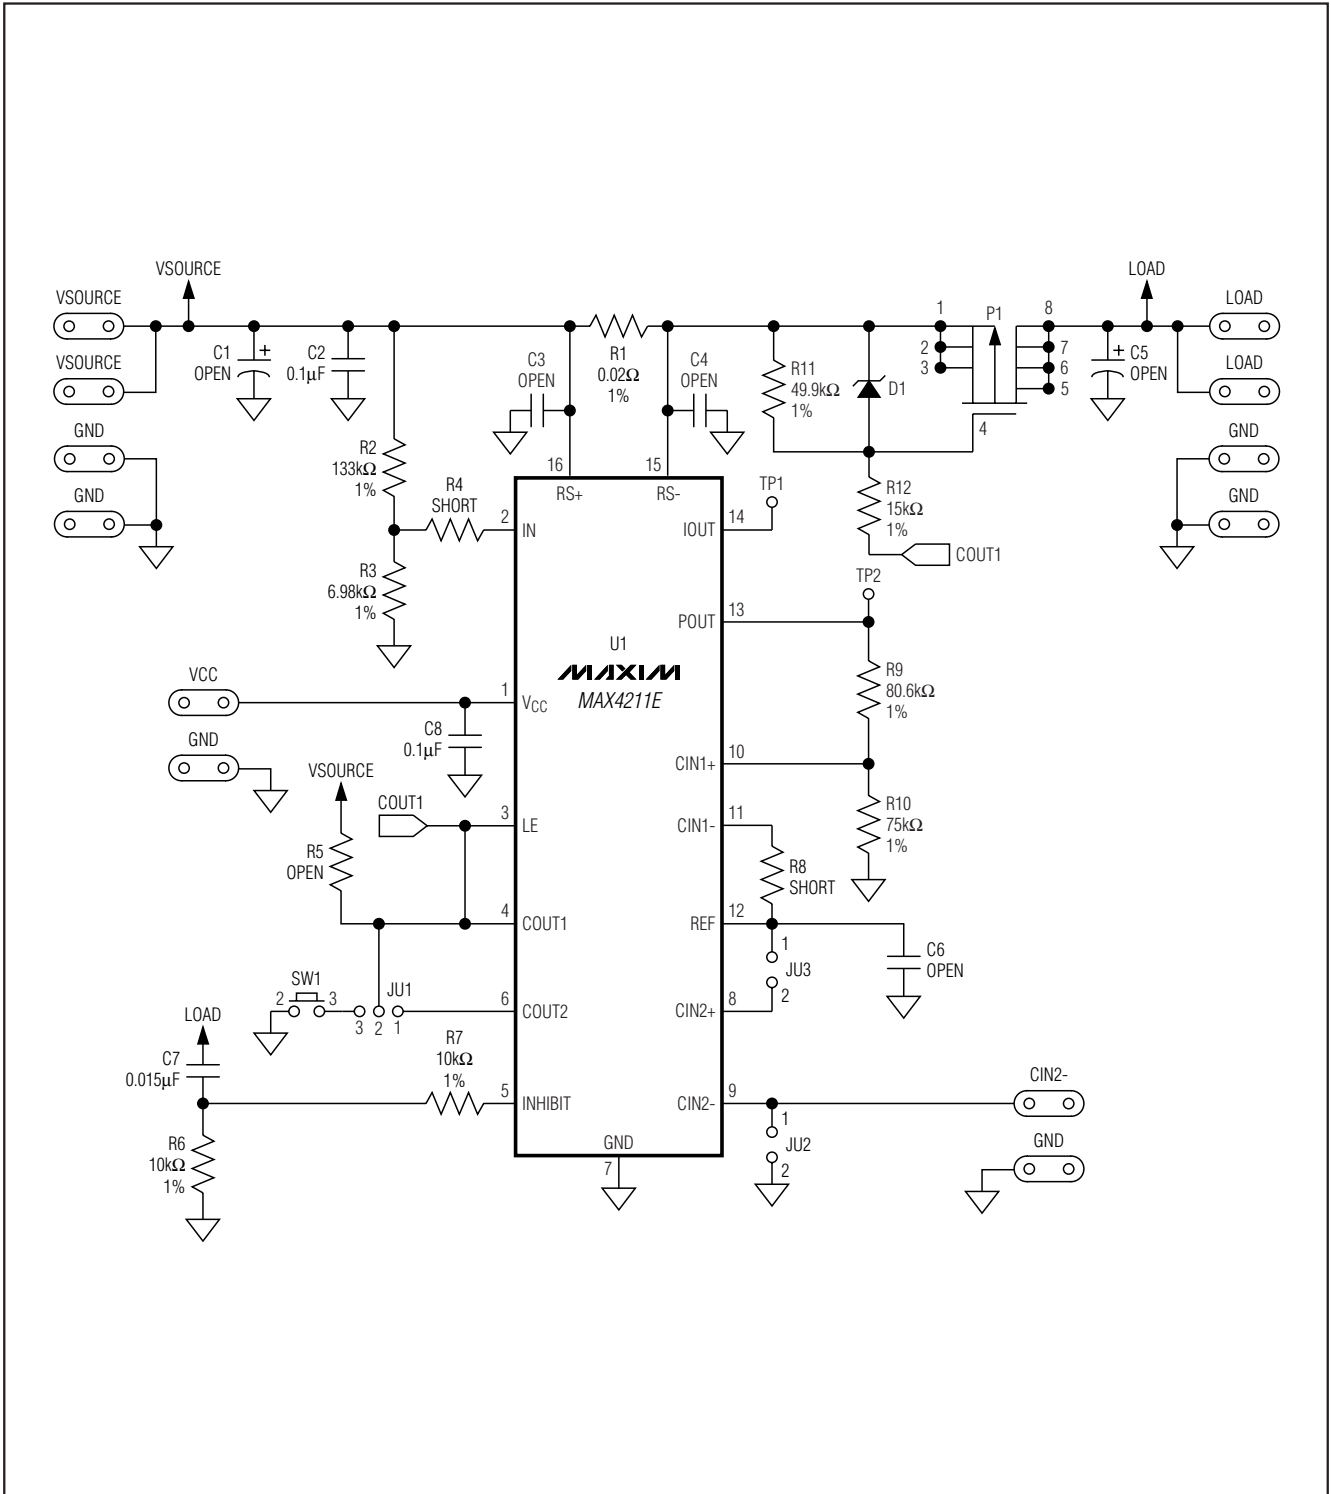 VSOURCE
LOAD
VSOURCE
1
P1
8
LOAD
C1
+
OPEN
C2
0.1µF
C3
OPEN
R1
0.02Ω
1%
C4
OPEN
R11
49.9kΩ
1%
D1
2
3
7
6
5
4
+
C5
OPEN
VSOURCE
LOAD
GND
GND
GND
GND
R2
133kΩ
1%
R4
SHORT
16
15
RS+
RS-
TP1
2
IN
IOUT
14
R12
15kΩ
1%
COUT1
R3
6.98kΩ
1%
TP2
POUT
13
U1
MAXIM
MAX4211E
R9
80.6kΩ
1%
VCC
1
VCC
C8
0.1µF
GND
CIN1+
10
VSOURCE
COUT1
3
LE
CIN1-
11
R10
75kΩ
1%
R5
OPEN
R8
SHORT
4
COUT1
REF
12
C6
OPEN
1
JU3
2
SW1
2
3
JU1
3
2
1
6
COUT2
CIN2+
8
LOAD
C7
0.015µF
R7
10kΩ
1%
5
INHIBIT
CIN2-
9
CIN2-
1
JU2
2
GND
R6
10kΩ
1%
GND
7